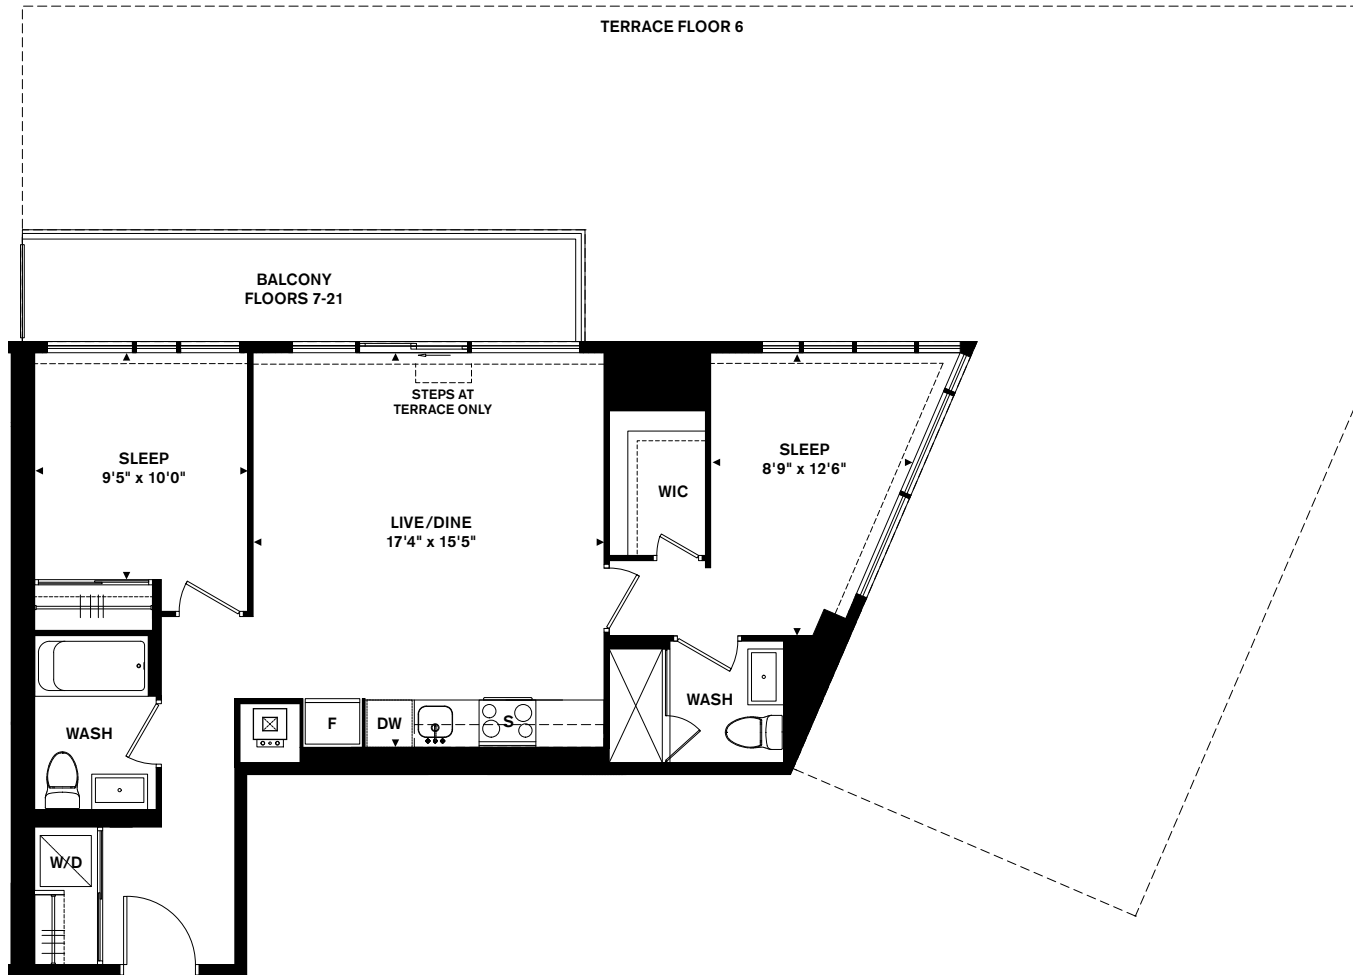 TERRACE FLOOR 6
BALCONY
FLOORS 7-21
STEPS AT
TERRACE ONLY
SLEEP
9'5" x 10'0"
SLEEP
8'9" x 12'6"
WIC
LIVE/DINE
17'4" x 15'5"
WASH
F
DW
S
WASH
W/D